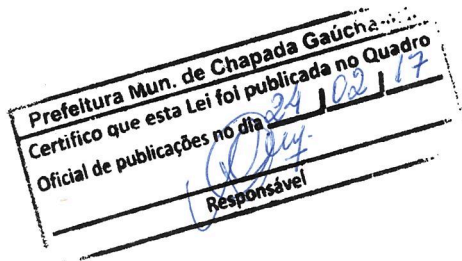 Prefeitura Mun. de Chapada Gaúcha
Certifico que esta Lei foi publicada no Quadro
Oficial de publicações no dia 24 / 02 / 17
Responsável